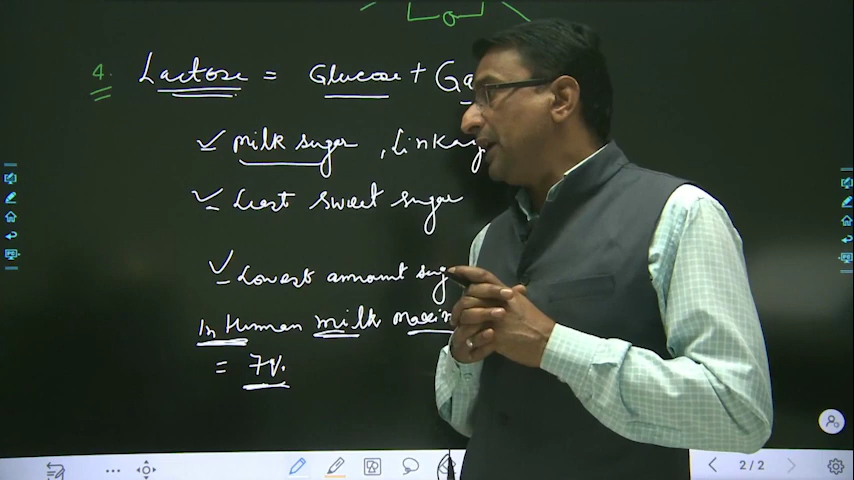 4. Lactose = Glucose + Ga
✓ milk sugar, Linkag
✓ Least sweet sugar
✓ Lowest amount sug
In Human milk Maxim
= 7%.
2/2